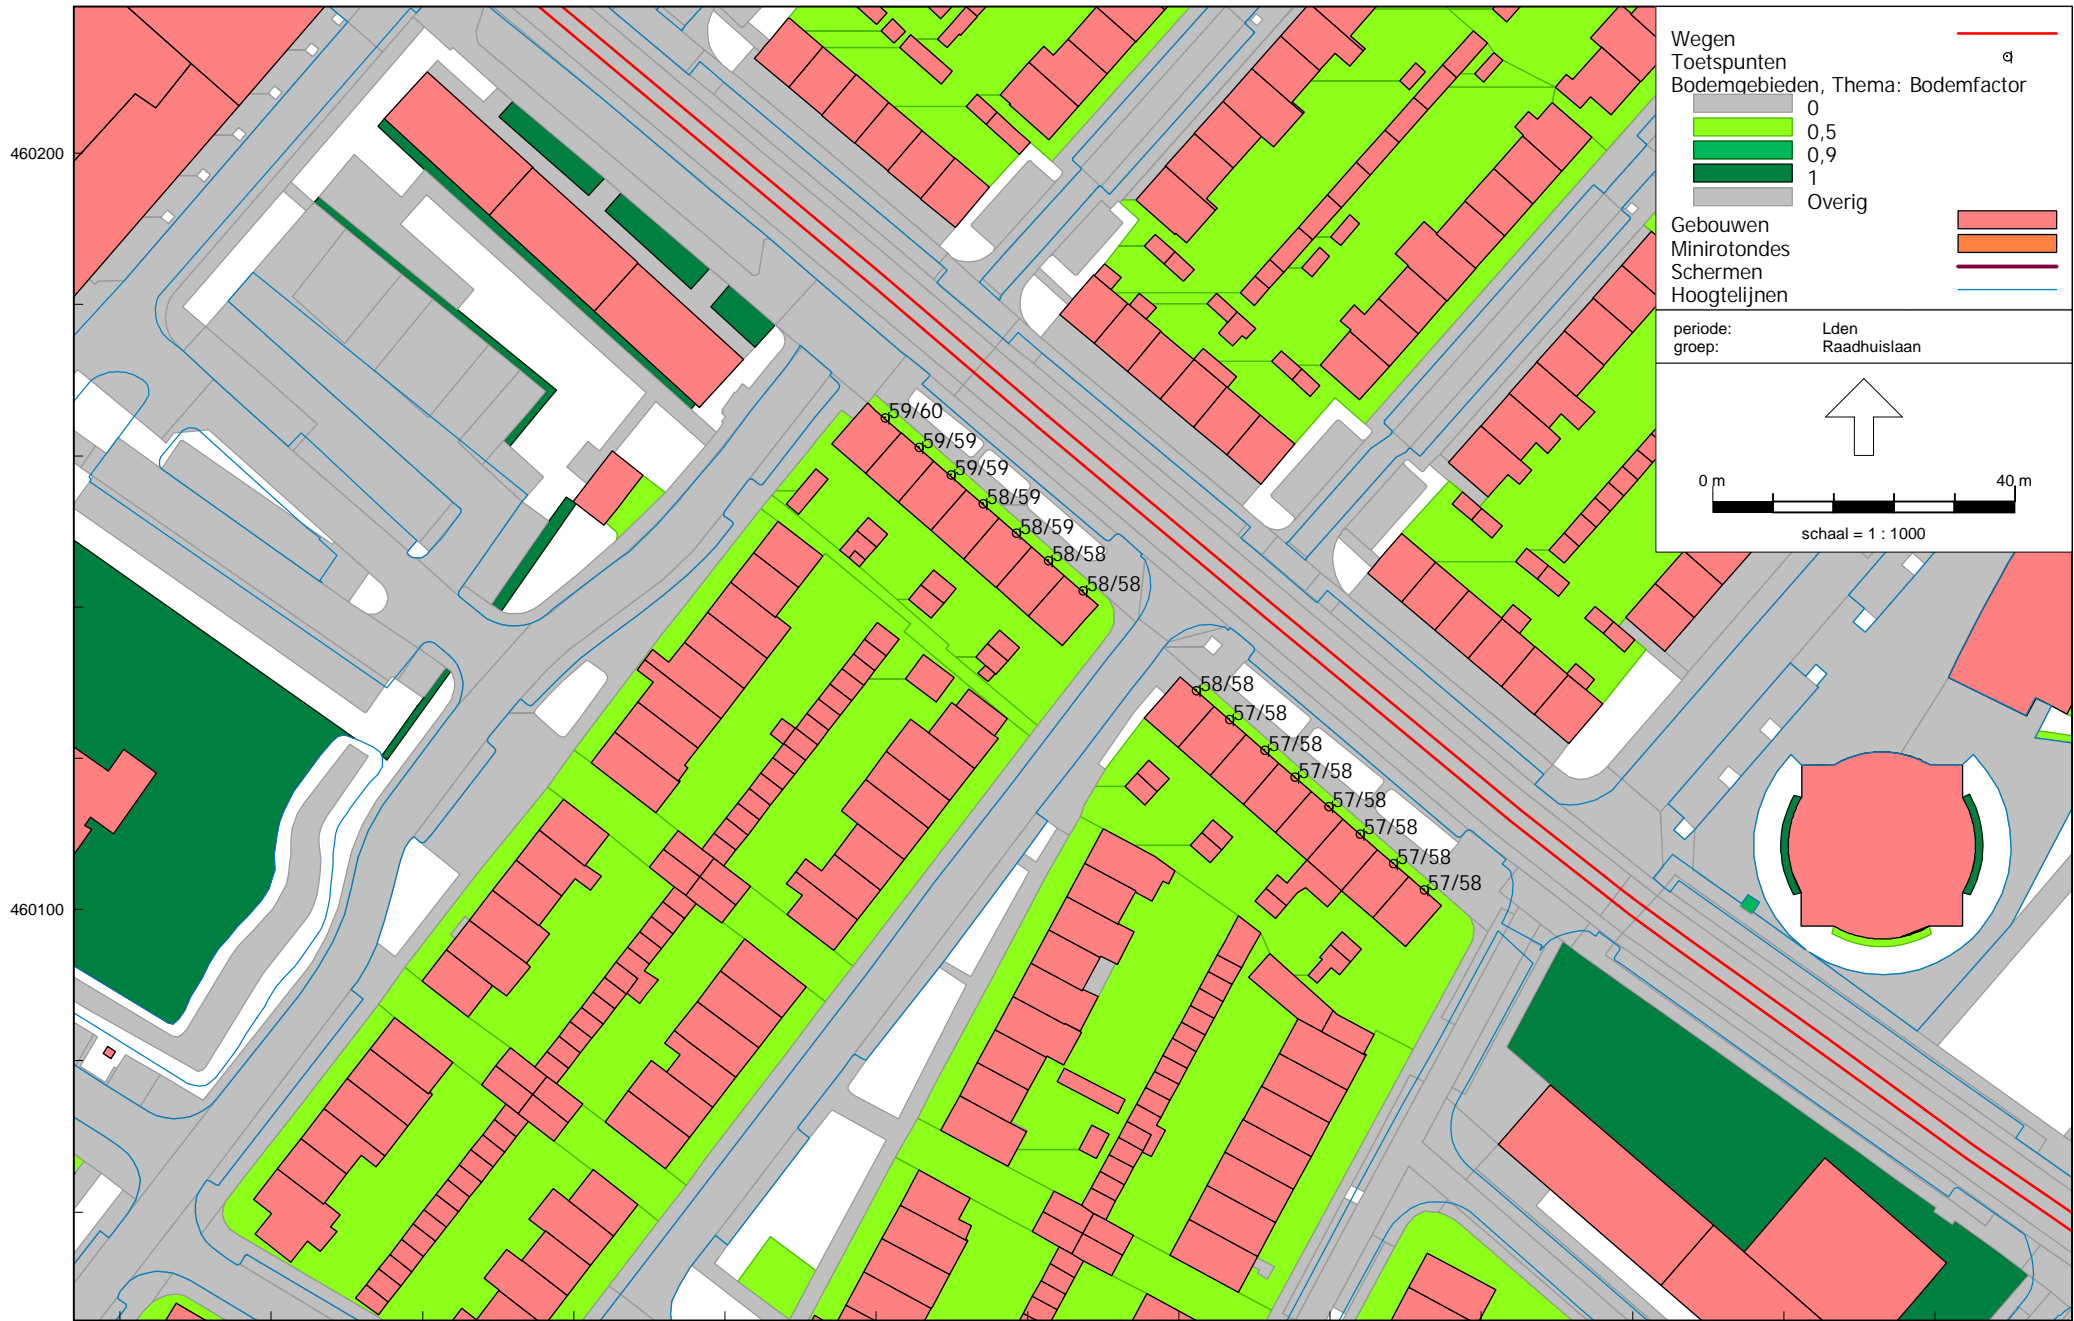 Wegen
Toetspunten
Bodemgebieden, Thema: Bodemfactor
0
0,5
0,9
1
Overig
Gebouwen
Minirotondes
Schermen
Hoogtelijnen
periode: Lden
groep: Raadhuislaan
0 m 40 m
schaal = 1 : 1000
460200
59/60
59/59
59/59
58/59
58/59
58/58
58/58
58/58
57/58
57/58
57/58
57/58
57/58
57/58
57/58
460100